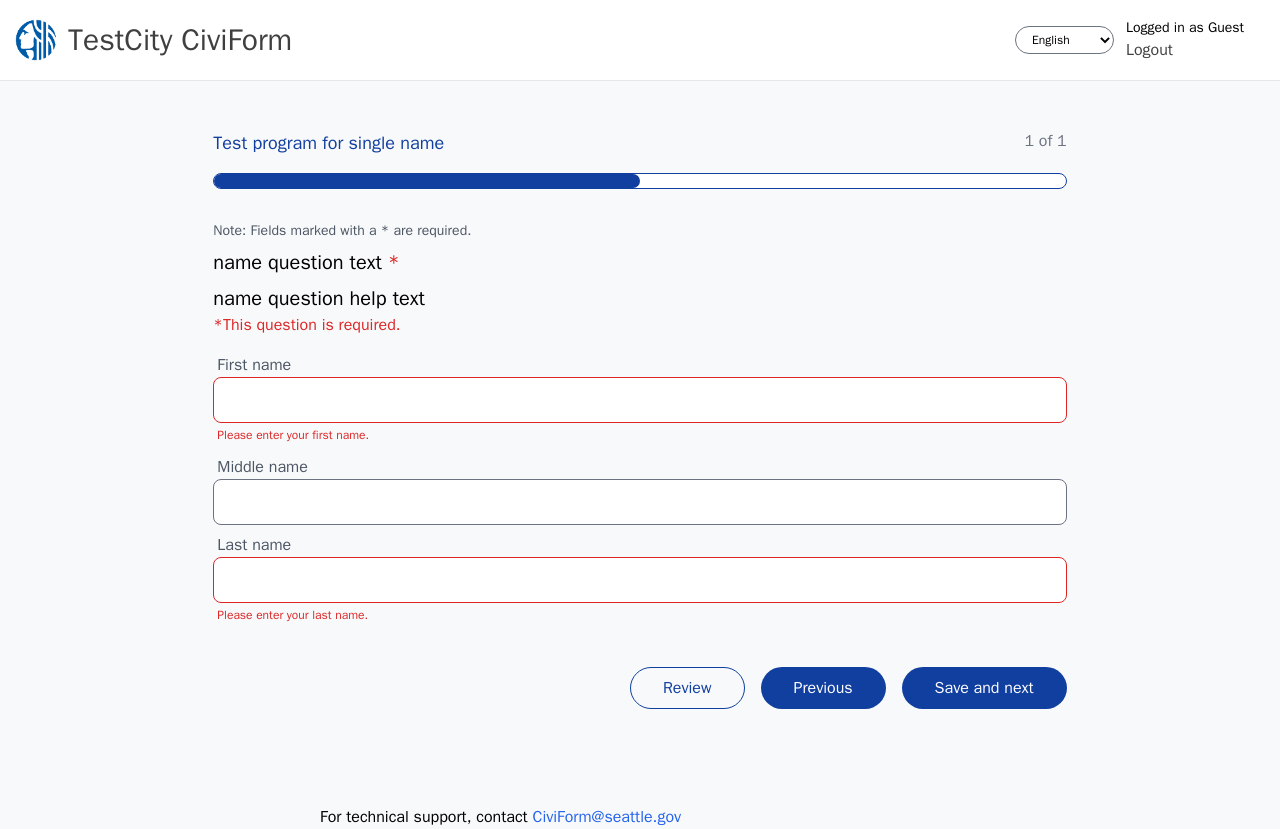 TestCity CiviForm
English
Logged in as Guest
Logout
Test program for single name
1 of 1
Note: Fields marked with a * are required.
name question text *
name question help text
*This question is required.
First name
Please enter your first name.
Middle name
Last name
Please enter your last name.
Review
Previous
Save and next
For technical support, contact CiviForm@seattle.gov